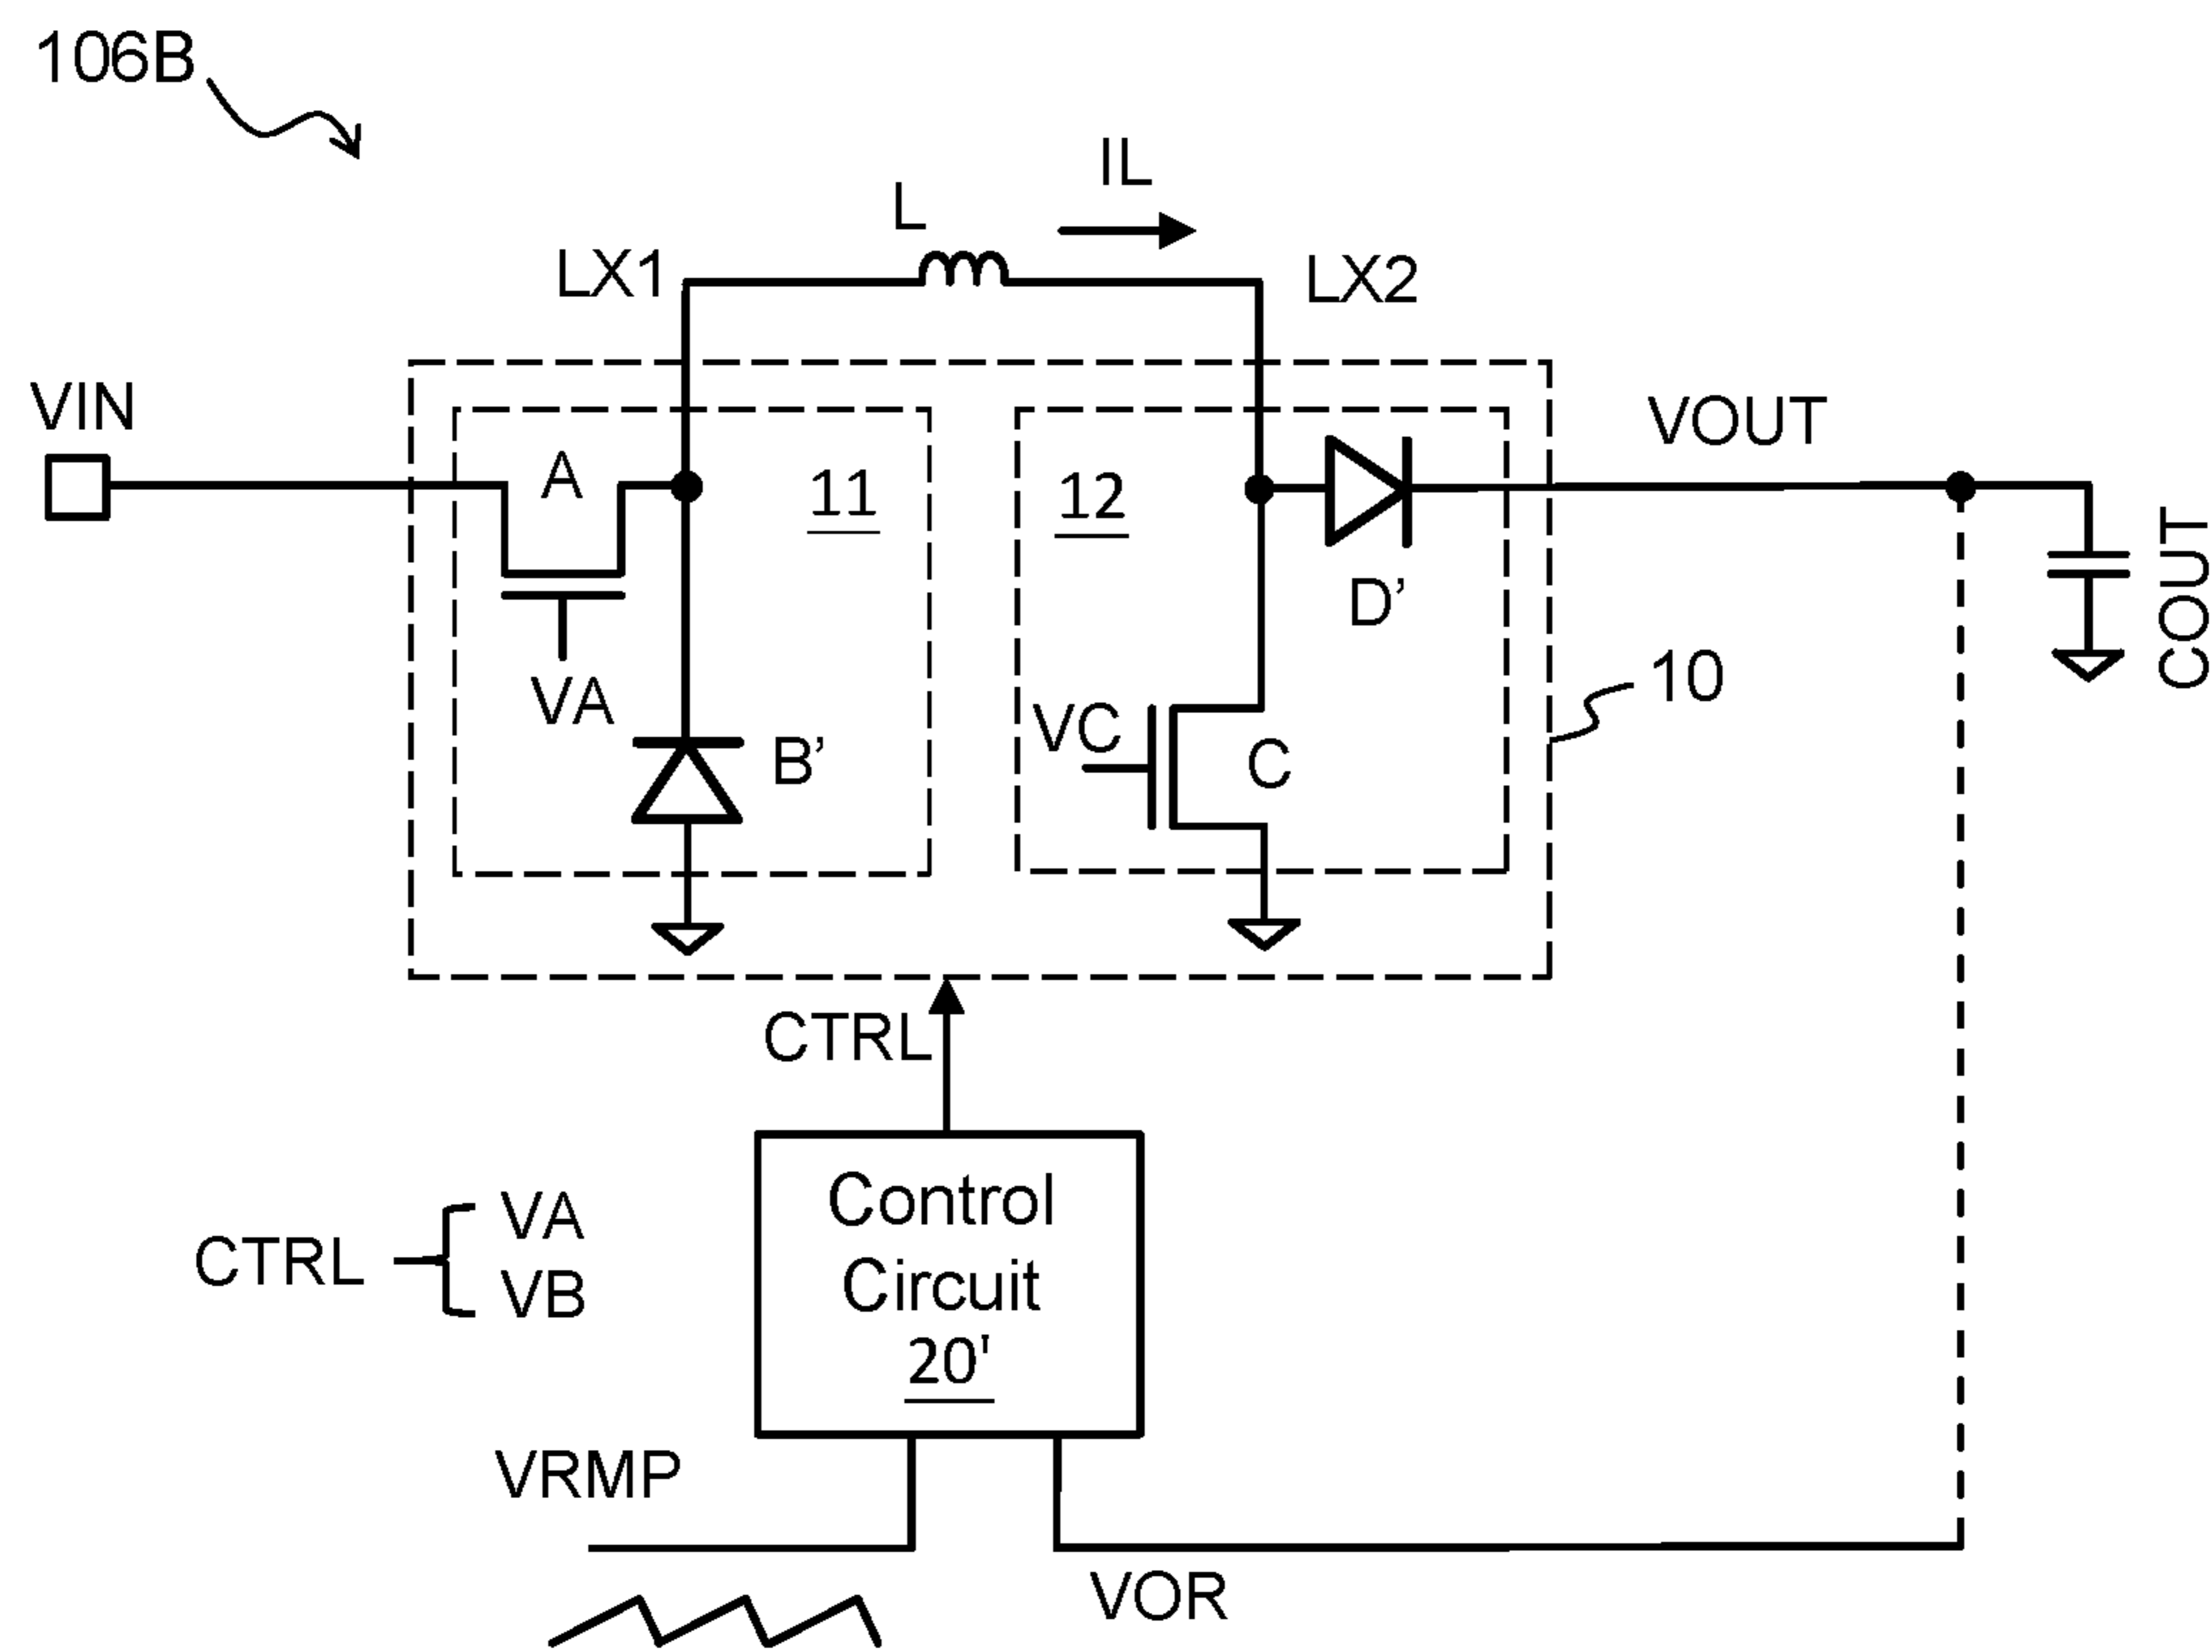 106B
IL
L
LX1
LX2
VIN
VOUT
A
11
12
COUT
D’
10
VA
VC
B’
C
CTRL
Control
Circuit
20'
CTRL
VA
VB
VRMP
VOR